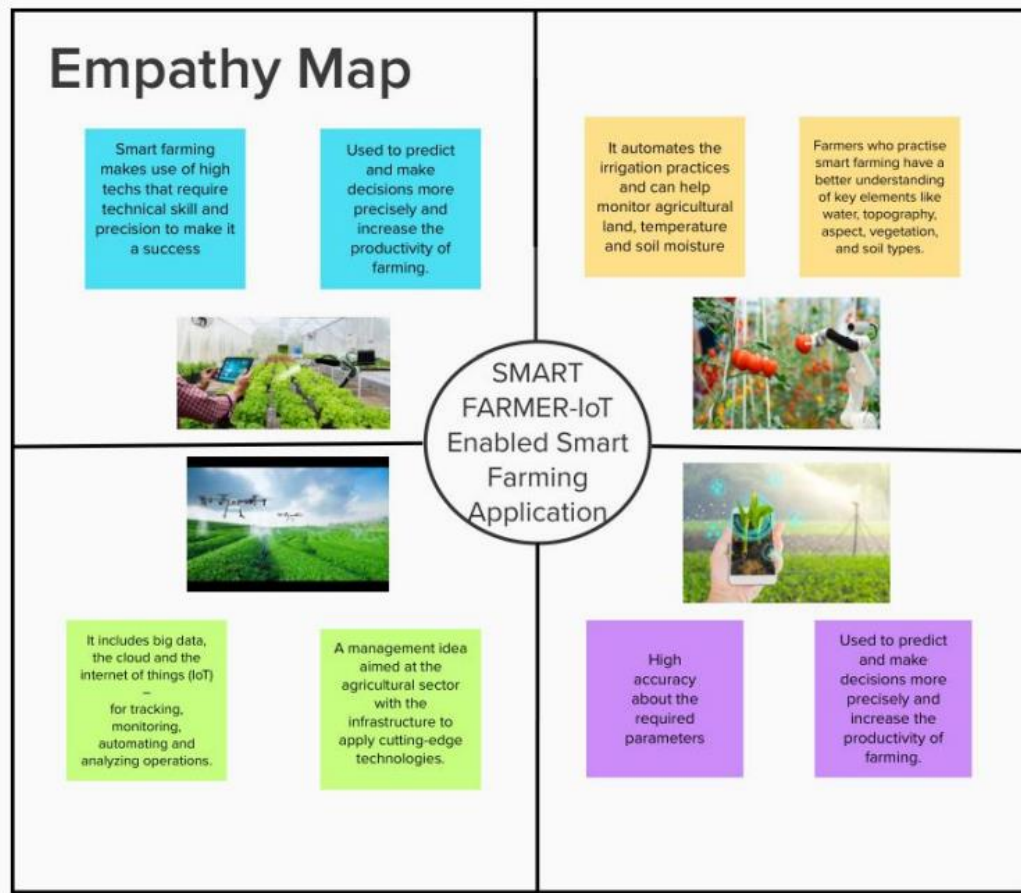 Empathy Map
Smart farming
makes use of high
techs that require
technical skill and
precision to make it
a success
Used to predict
and make
decisions more
precisely and
increase the
productivity of
farming.
It automates the
irrigation practices
and can help
monitor agricultural
land, temperature
and soil moisture
Farmers who practise
smart farming have a
better understanding
of key elements like
water, topography,
aspect, vegetation,
and soil types.
SMART
FARMER-IoT
Enabled Smart
Farming
Application
It includes big data,
the cloud and the
internet of things (IoT)
–
for tracking,
monitoring,
automating and
analyzing operations.
A management idea
aimed at the
agricultural sector
with the
infrastructure to
apply cutting-edge
technologies.
High
accuracy
about the
required
parameters
Used to predict
and make
decisions more
precisely and
increase the
productivity of
farming.